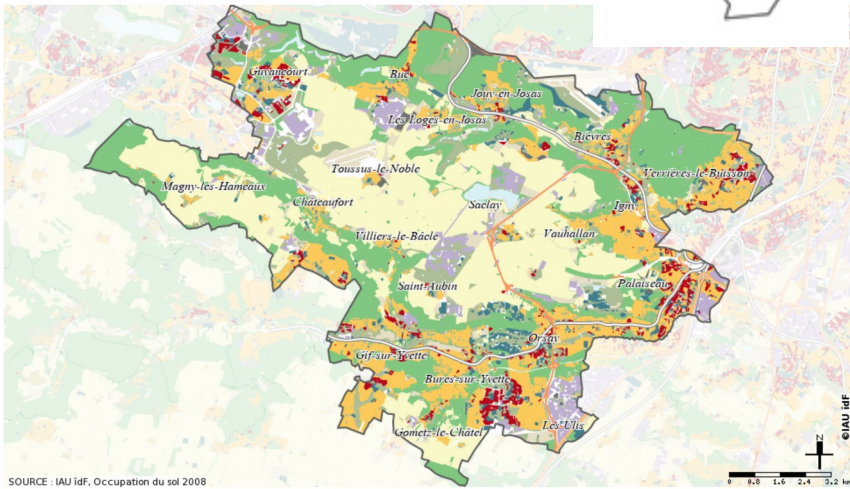 Guyancourt
Buc
Jouy-en-Josas
Les Loges-en-Josas
Bièvres
Toussus-le-Noble
Verrières-le-Buisson
Magny-les-Hameaux
Châteaufort
Saclay
Igny
Villiers-le-Bâcle
Vauhallan
Saint-Aubin
Palaiseau
Orsay
Gif-sur-Yvette
Bures-sur-Yvette
Les Ulis
Gometz-le-Châtel
N
©IAU îdF
0 0.8 1.6 2.4 3.2 km
SOURCE : IAU îdF, Occupation du sol 2008